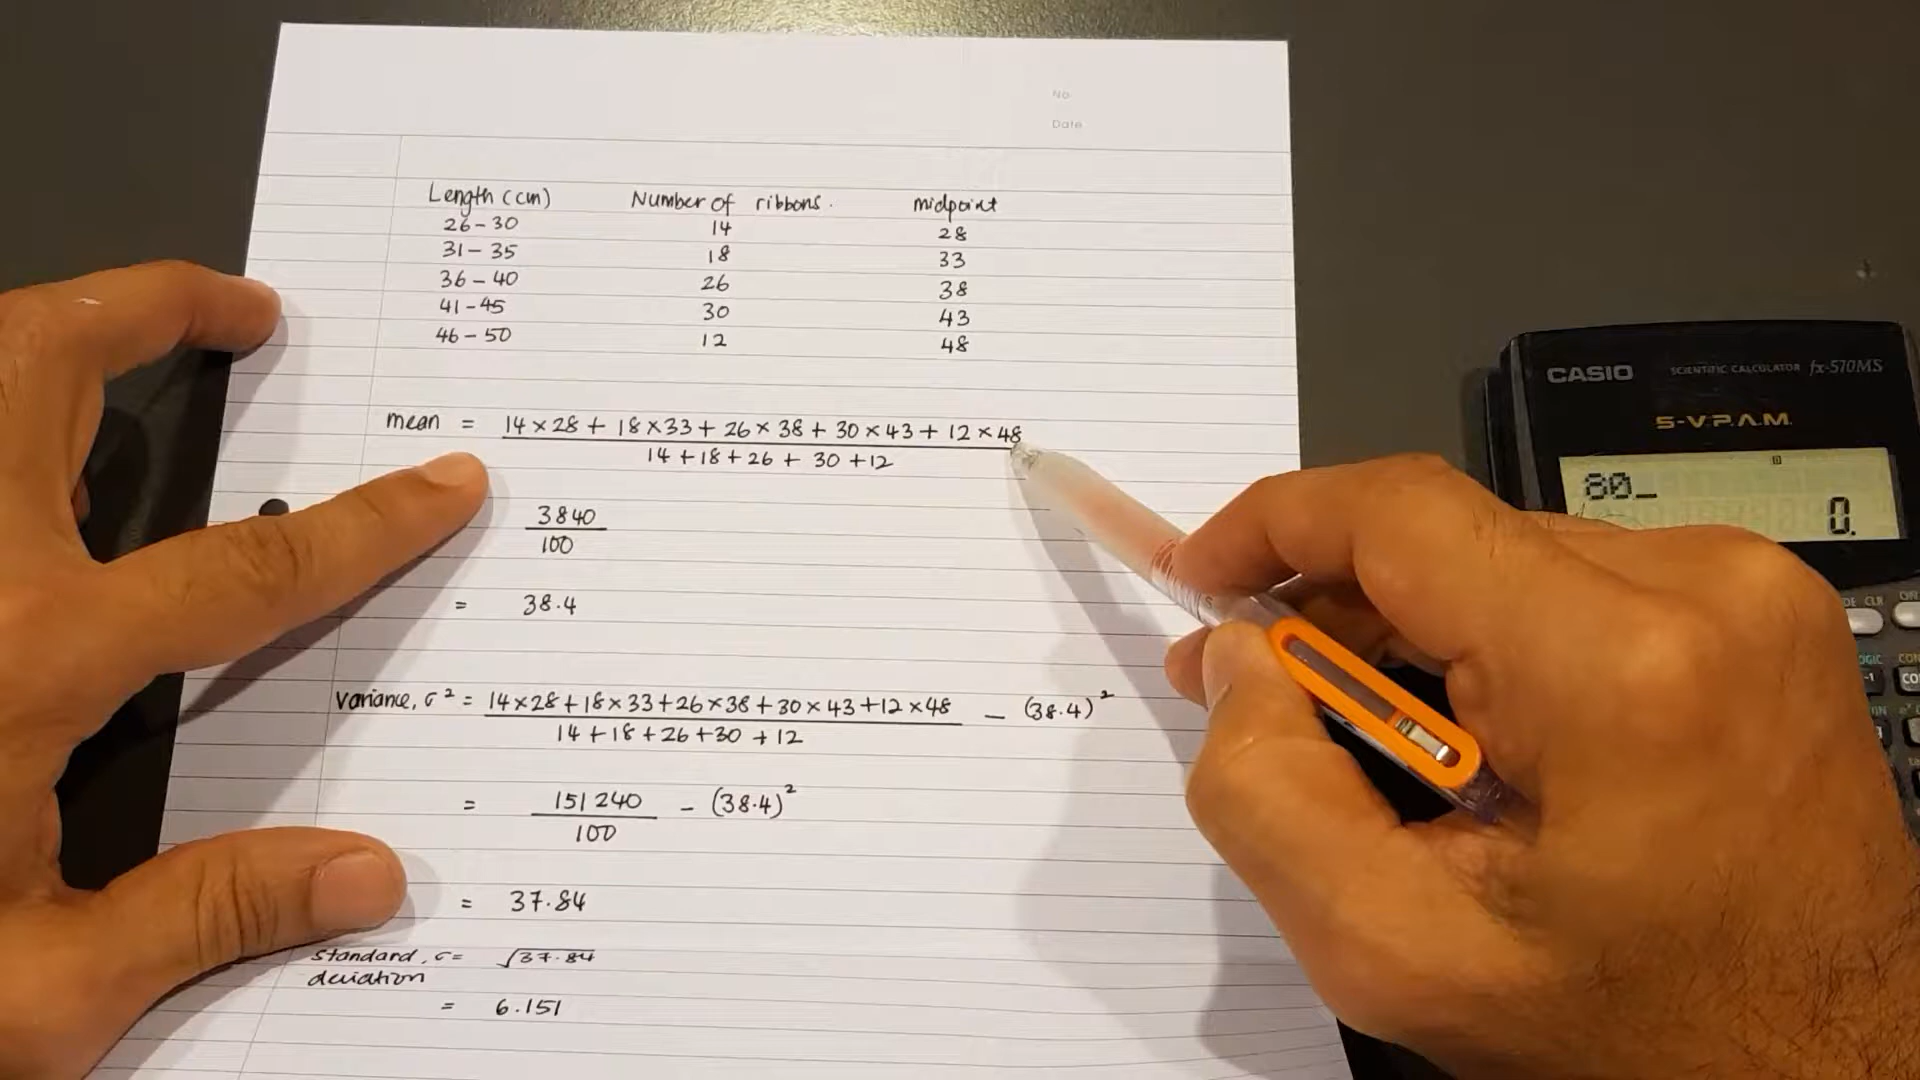 No
Date
Length (cm) Number of ribbons. midpoint
26-30 14 28
31-35 18 33
36-40 26 38
41-45 30 43
46-50 12 48
mean = 14×28 + 18×33 + 26×38 + 30×43 + 12×48
14+18+26+30+12
3840
100
= 38.4
Variance, σ² = 14×28+18×33+26×38+30×43+12×48 - (38.4)²
14+18+26+30+12
= 151240 - (38.4)²
100
= 37.84
standard, σ = √37.84
deviation
= 6.151
CASIO SCIENTIFIC CALCULATOR fx-570MS
S-V.P.A.M.
D
80_
0.
CLR